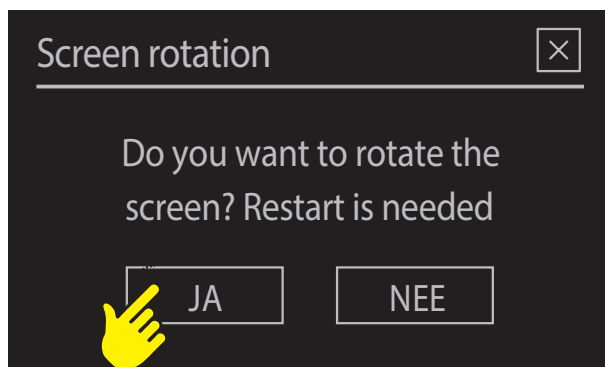 Screen rotation
Do you want to rotate the
screen? Restart is needed
JA
NEE